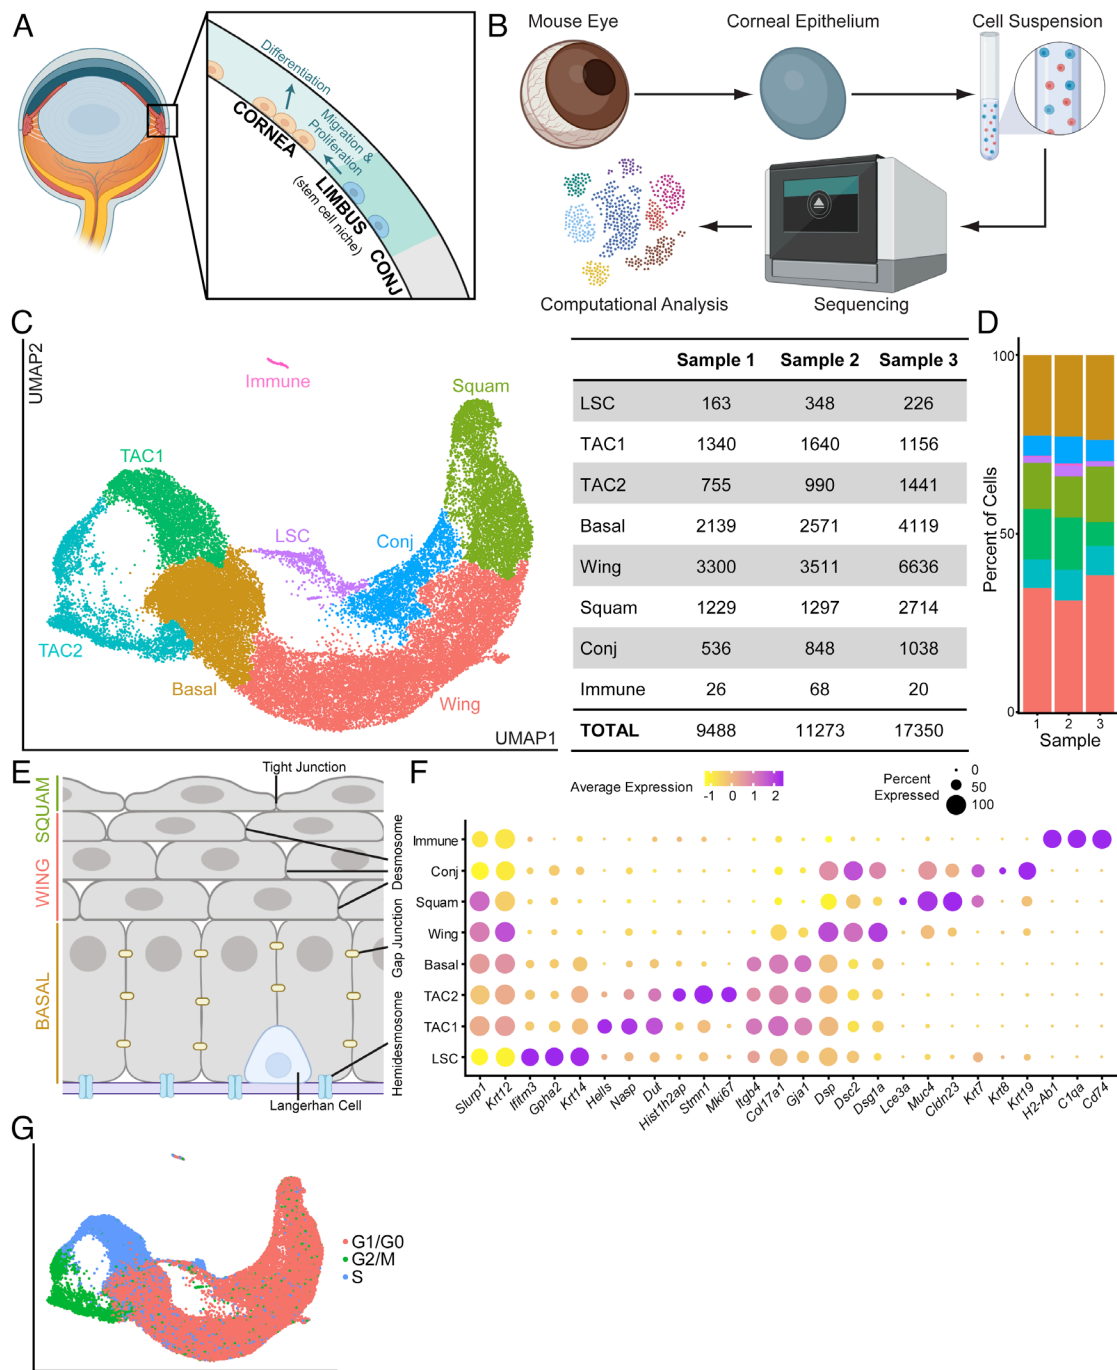 A
Differentiation
Migration &
Proliferation
CORNEA
LIMBUS
(stem cell niche)
CONJ
B
Mouse Eye
Corneal Epithelium
Cell Suspension
Computational Analysis
Sequencing
C
UMAP2
Immune
Squam
TAC1
LSC
Conj
TAC2
Basal
Wing
UMAP1
Sample 1 Sample 2 Sample 3
LSC 163 348 226
TAC1 1340 1640 1156
TAC2 755 990 1441
Basal 2139 2571 4119
Wing 3300 3511 6636
Squam 1229 1297 2714
Conj 536 848 1038
Immune 26 68 20
TOTAL 9488 11273 17350
D
Percent of Cells
100
50
0
1 2 3
Sample
E
SQUAM
WING
BASAL
Tight Junction
Desmosome
Gap Junction
Hemidesmosome
Langerhan Cell
F
Average Expression
-1 0 1 2
Percent
Expressed
0
50
100
Immune
Conj
Squam
Wing
Basal
TAC2
TAC1
LSC
Slurp1
Krt12
Ifitm3
Gpha2
Krt14
Hells
Nasp
Dut
Hist1h2ap
Stmn1
Mki67
Itgb4
Col17a1
Gja1
Dsp
Dsc2
Dsg1a
Lce3a
Muc4
Cldn23
Krt7
Krt8
Krt19
H2-Ab1
C1qa
Cd74
G
G1/G0
G2/M
S